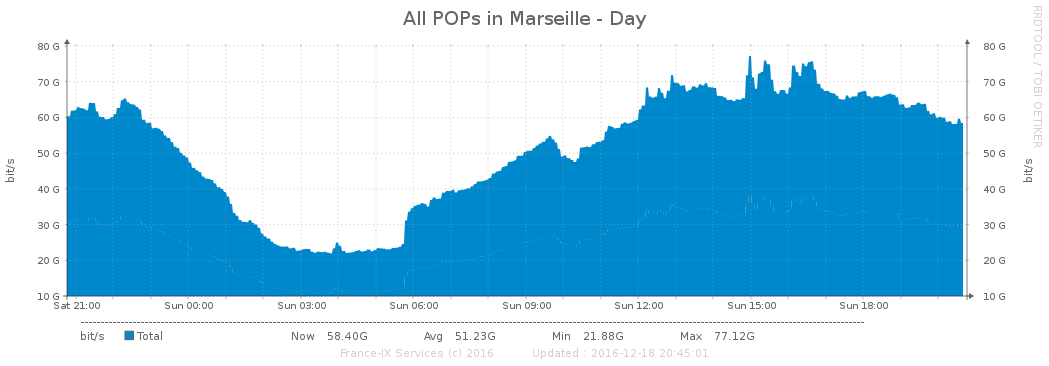 All POPs in Marseille - Day
RRDTOOL / TOBI OETIKER
bit/s
80 G
70 G
60 G
50 G
40 G
30 G
20 G
10 G
80 G
70 G
60 G
50 G
40 G
30 G
20 G
10 G
bit/s
Sat 21:00 Sun 00:00 Sun 03:00 Sun 06:00 Sun 09:00 Sun 12:00 Sun 15:00 Sun 18:00
bit/s Total Now 58.40G Avg 51.23G Min 21.88G Max 77.12G
France-IX Services (c) 2016 Updated : 2016-12-18 20:45:01